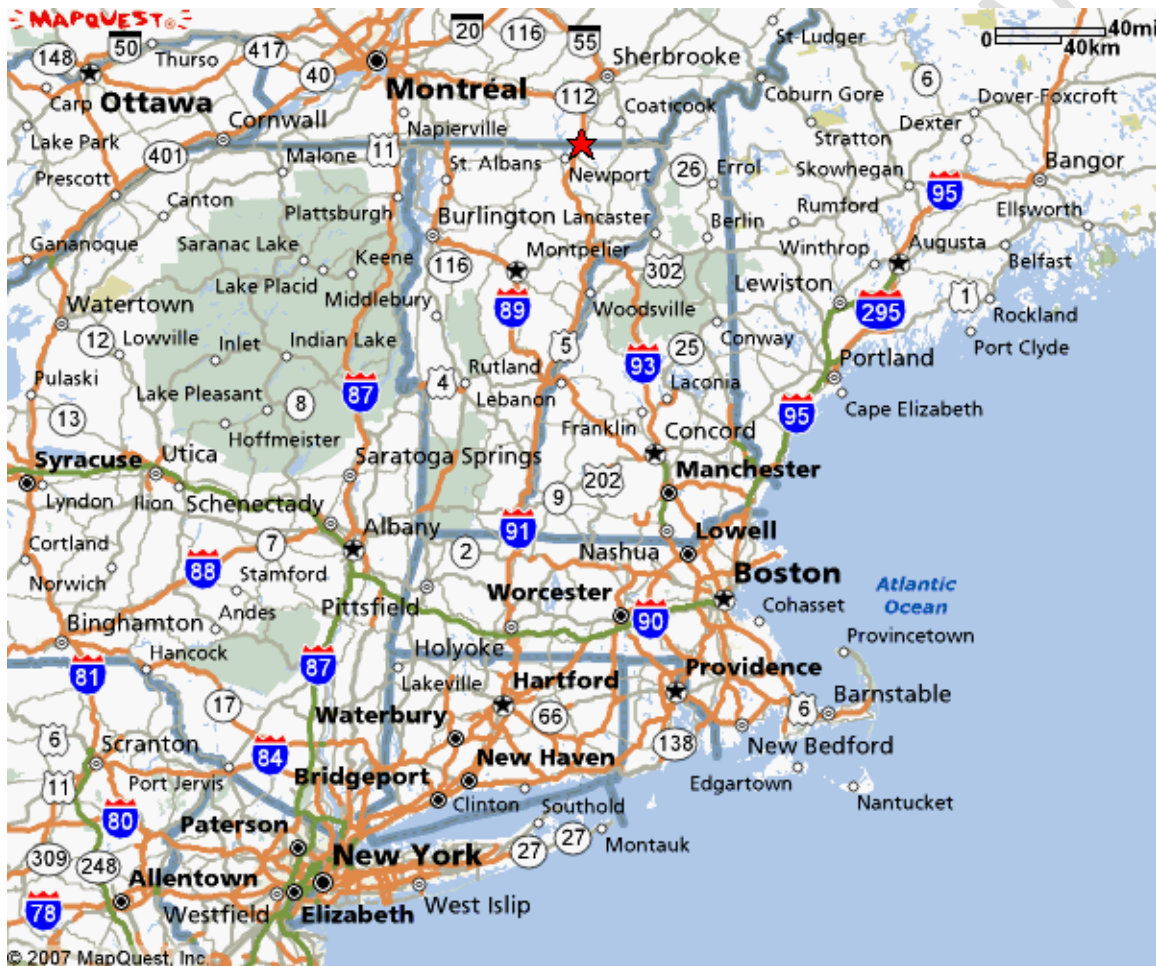 MAPQUEST
20
116
55
St-Ludger
40mi
0
40km
148
50
Thurso
417
40
Montréal
Sherbrooke
6
Ottawa
112
Coaticook
Coburn Gore
Dover-Foxcroft
Carp
Cornwall
Napierville
Stratton
Dexter
Lake Park
401
Malone
11
St. Albans
Newport
26
Errol
Skowhegan
Bangor
Prescott
Canton
Plattsburgh
Burlington
Lancaster
Berlin
Rumford
95
Ellsworth
Gananoque
Saranac Lake
Keene
116
Montpelier
302
Winthrop
Augusta
Belfast
Lake Placid
Middlebury
89
Woodsville
Lewiston
295
1
Rockland
Watertown
12
Lowville
Inlet
Indian Lake
5
25
Conway
Portland
Port Clyde
Pulaski
Lake Pleasant
8
87
4
Rutland
Lebanon
93
Laconia
95
Cape Elizabeth
13
Hoffmeister
Franklin
Concord
Syracuse
Utica
Saratoga Springs
202
Manchester
Lyndon
Ilion
Schenectady
9
Albany
91
Lowell
Cortland
7
2
Nashua
Norwich
88
Stamford
Worcester
Boston
Atlantic
Ocean
Andes
Pittsfield
90
Cohasset
Binghamton
Holyoke
Provincetown
Hancock
81
87
Lakeville
Hartford
Providence
17
Waterbury
66
6
Barnstable
6
Scranton
84
New Haven
138
New Bedford
11
Port Jervis
Bridgeport
Clinton
Southold
Edgartown
Nantucket
80
Paterson
27
27
Montauk
309
248
New York
Allentown
78
Westfield
Elizabeth
West Islip
© 2007 MapQuest, Inc.